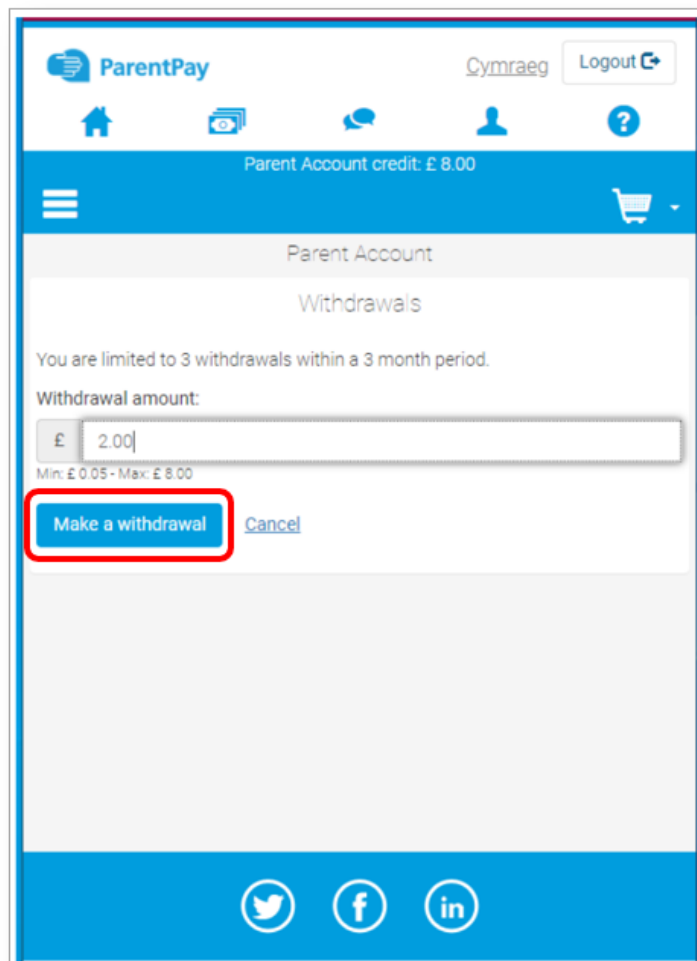 ParentPay
Cymraeg
Logout
Parent Account credit: £ 8.00
Parent Account
Withdrawals
You are limited to 3 withdrawals within a 3 month period.
Withdrawal amount:
£ 2.00
Min: £ 0.05 - Max: £ 8.00
Make a withdrawal Cancel